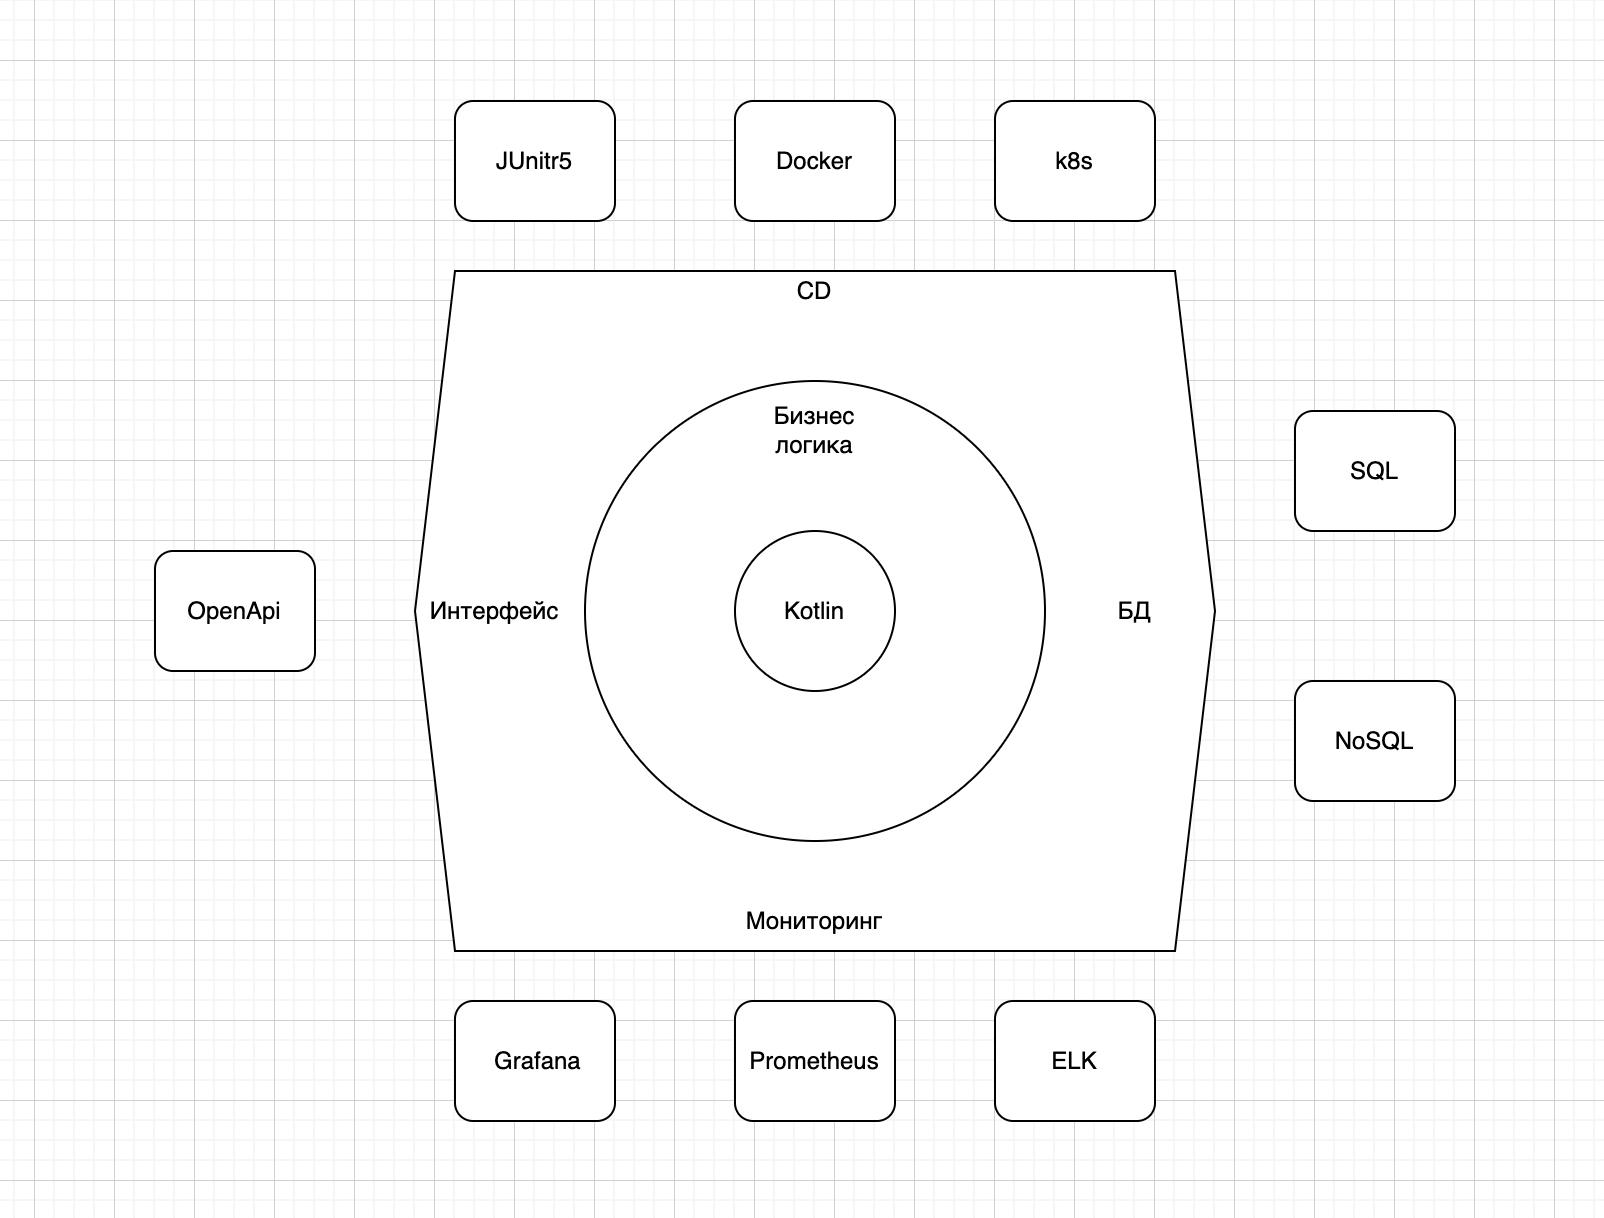 JUnitr5
Docker
k8s
CD
Бизнес
логика
SQL
OpenApi
Интерфейс
Kotlin
БД
NoSQL
Мониторинг
Grafana
Prometheus
ELK